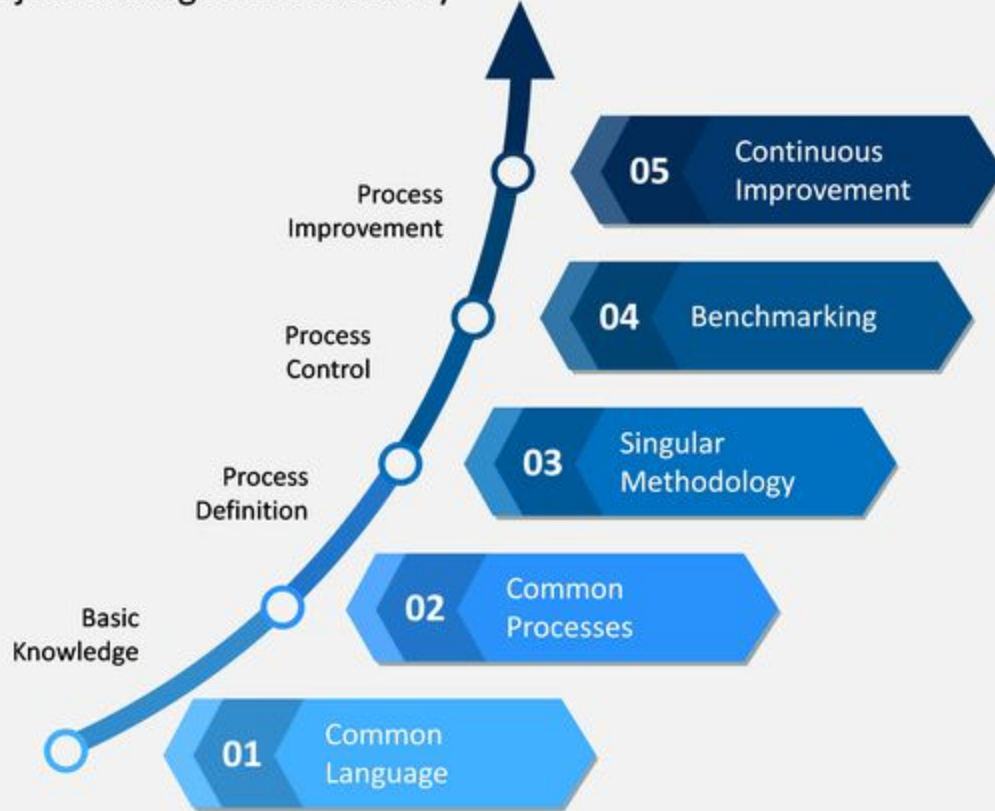 05 Continuous
Improvement
Process
Improvement
04 Benchmarking
Process
Control
03 Singular
Methodology
Process
Definition
02 Common
Processes
Basic
Knowledge
01 Common
Language